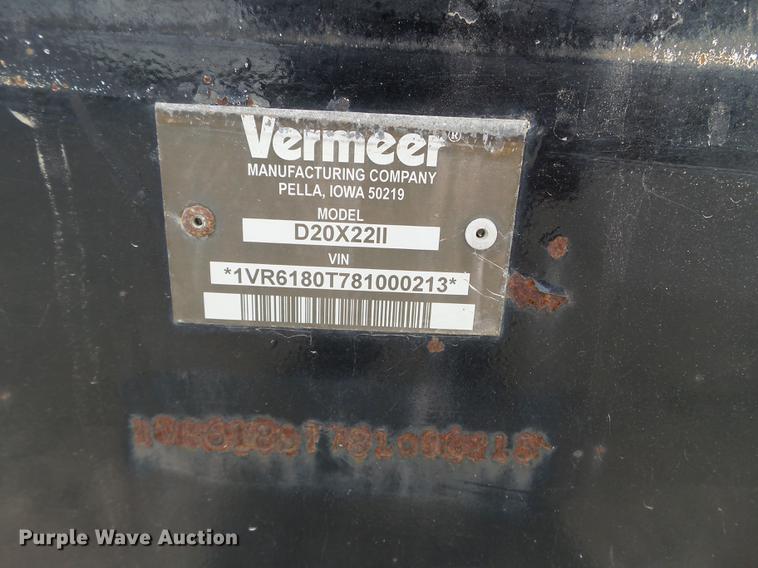 Vermeer®
MANUFACTURING COMPANY
PELLA, IOWA 50219
MODEL
D20X22II
VIN
*1VR6180T781000213*
Purple Wave Auction